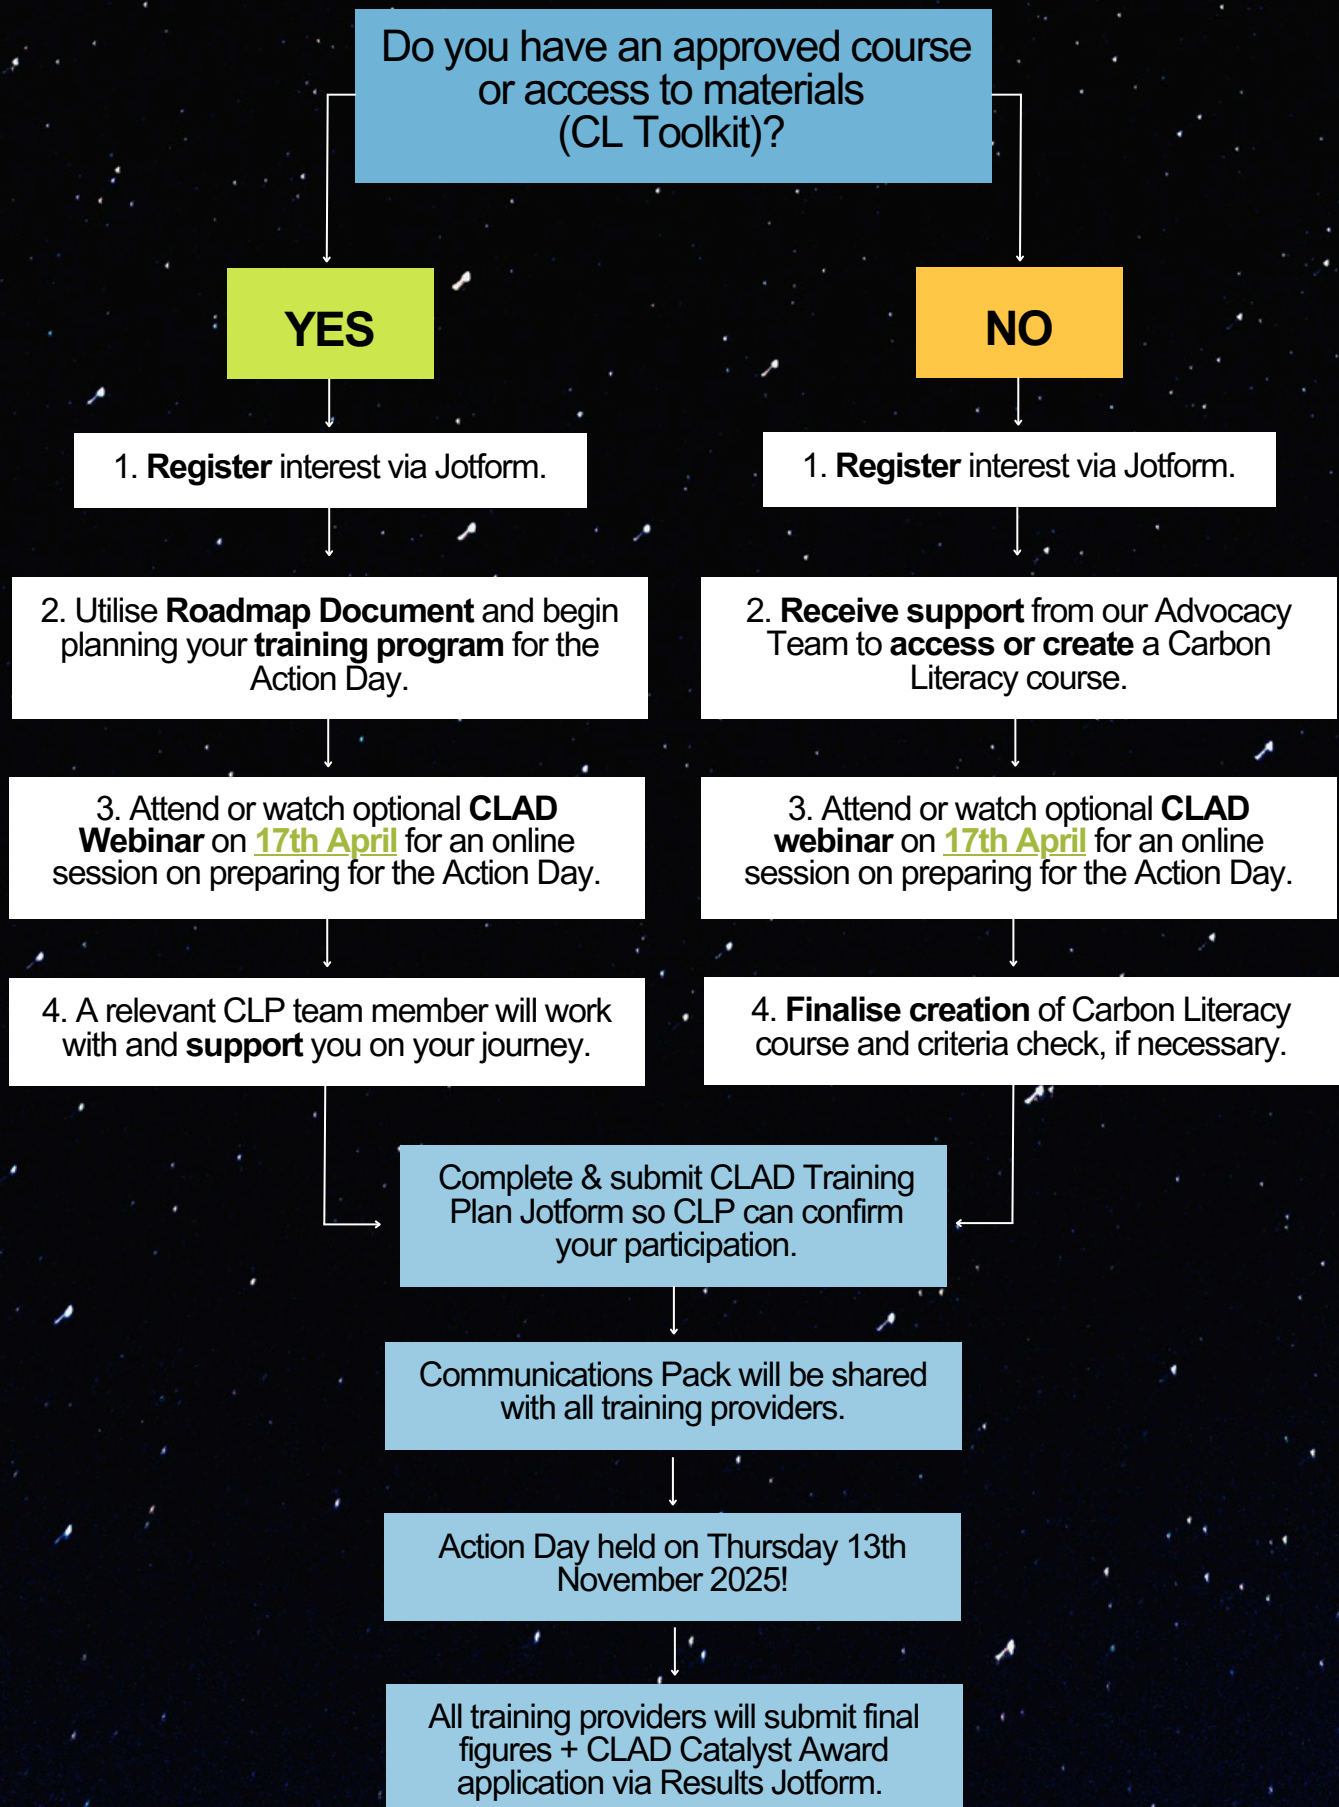 Do you have an approved course
or access to materials
(CL Toolkit)?
YES
1. Register interest via Jotform.
2. Utilise Roadmap Document and begin
planning your training program for the
Action Day.
3. Attend or watch optional CLAD
Webinar on 17th April for an online
session on preparing for the Action Day.
4. A relevant CLP team member will work
with and support you on your journey.
NO
1. Register interest via Jotform.
2. Receive support from our Advocacy
Team to access or create a Carbon
Literacy course.
3. Attend or watch optional CLAD
webinar on 17th April for an online
session on preparing for the Action Day.
4. Finalise creation of Carbon Literacy
course and criteria check, if necessary.
Complete & submit CLAD Training
Plan Jotform so CLP can confirm
your participation.
Communications Pack will be shared
with all training providers.
Action Day held on Thursday 13th
November 2025!
All training providers will submit final
figures + CLAD Catalyst Award
application via Results Jotform.